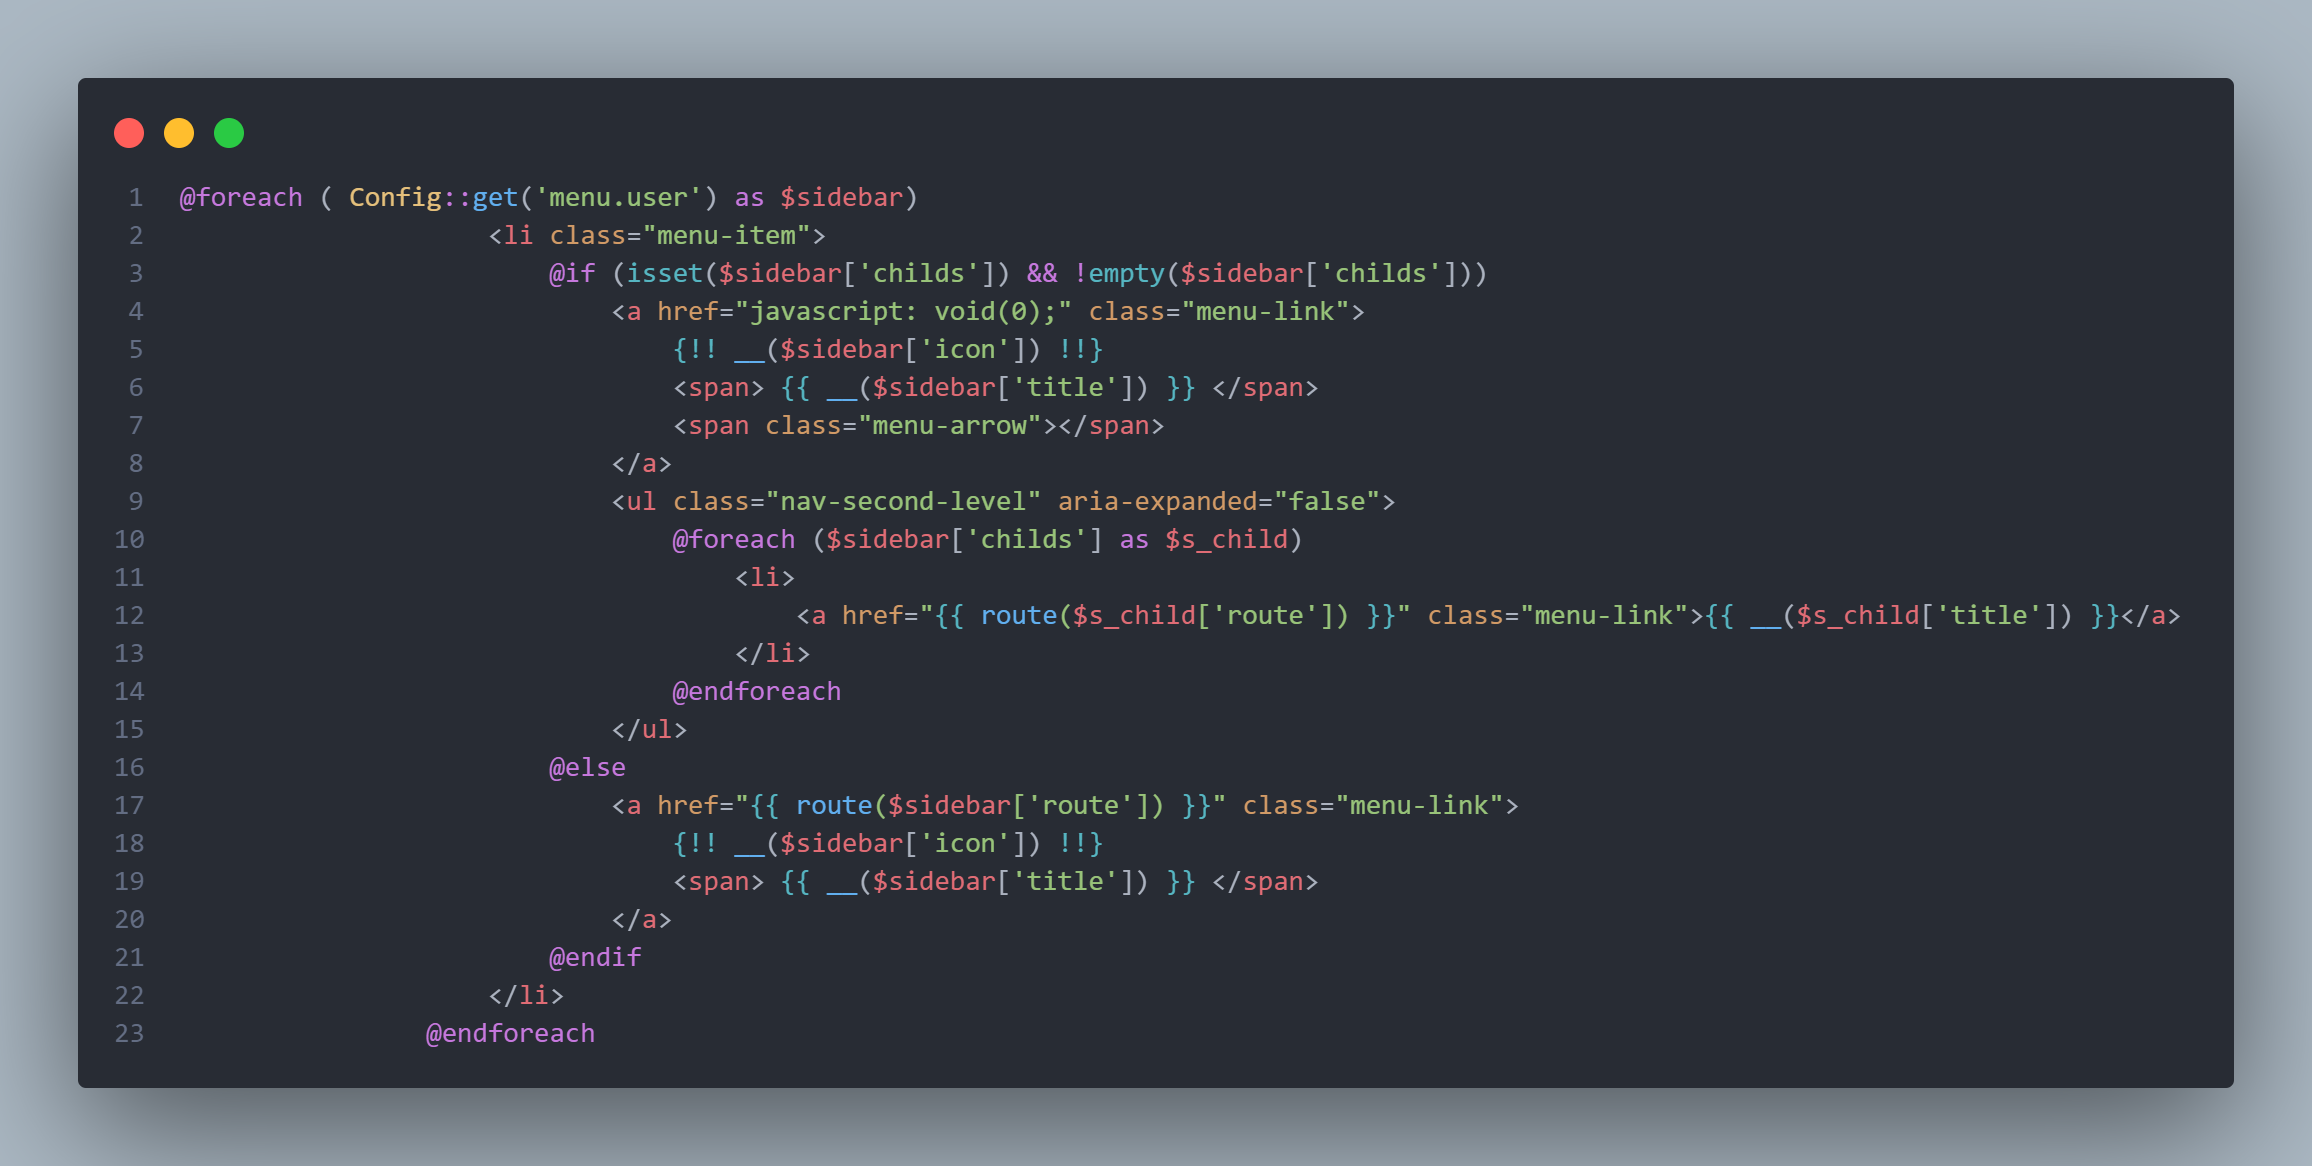 1 @foreach ( Config::get('menu.user') as $sidebar)
2 <li class="menu-item">
3 @if (isset($sidebar['childs']) && !empty($sidebar['childs']))
4 <a href="javascript: void(0);" class="menu-link">
5 {!! __($sidebar['icon']) !!}
6 <span> {{ __($sidebar['title']) }} </span>
7 <span class="menu-arrow"></span>
8 </a>
9 <ul class="nav-second-level" aria-expanded="false">
10 @foreach ($sidebar['childs'] as $s_child)
11 <li>
12 <a href="{{ route($s_child['route']) }}" class="menu-link">{{ __($s_child['title']) }}</a>
13 </li>
14 @endforeach
15 </ul>
16 @else
17 <a href="{{ route($sidebar['route']) }}" class="menu-link">
18 {!! __($sidebar['icon']) !!}
19 <span> {{ __($sidebar['title']) }} </span>
20 </a>
21 @endif
22 </li>
23 @endforeach